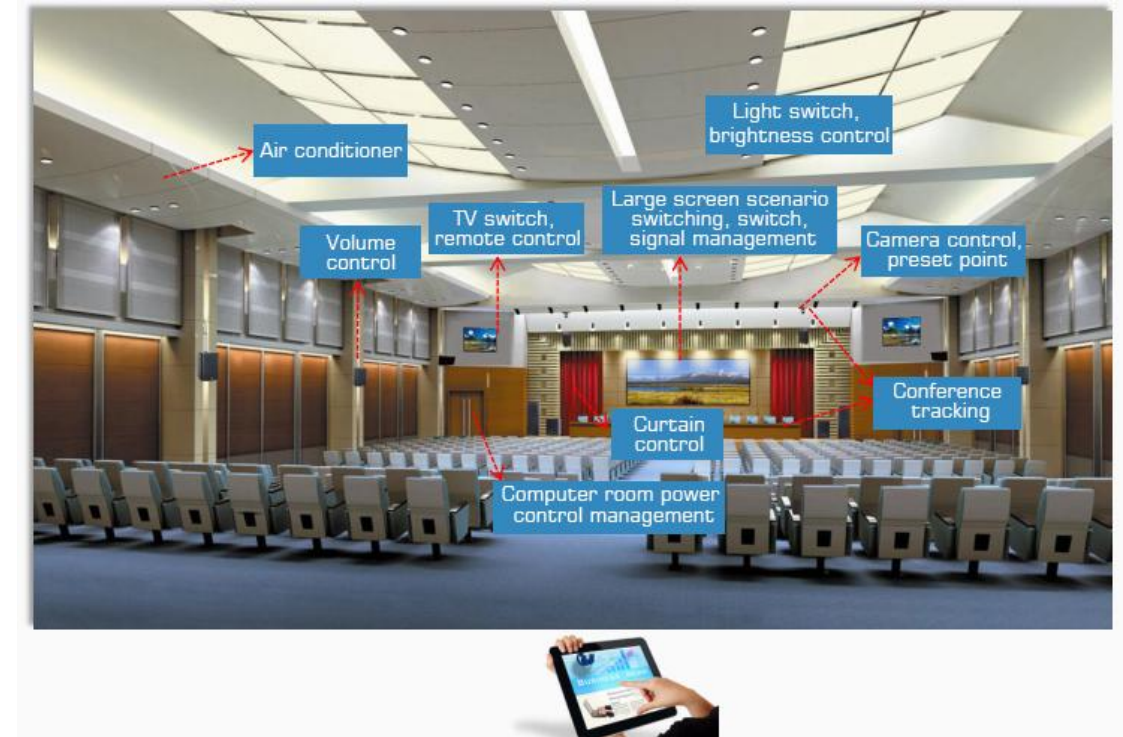 Light switch,
brightness control
Air conditioner
Large screen scenario
switching, switch,
signal management
TV switch,
remote control
Volume
control
Camera control,
preset point
Conference
tracking
Curtain
control
Computer room power
control management